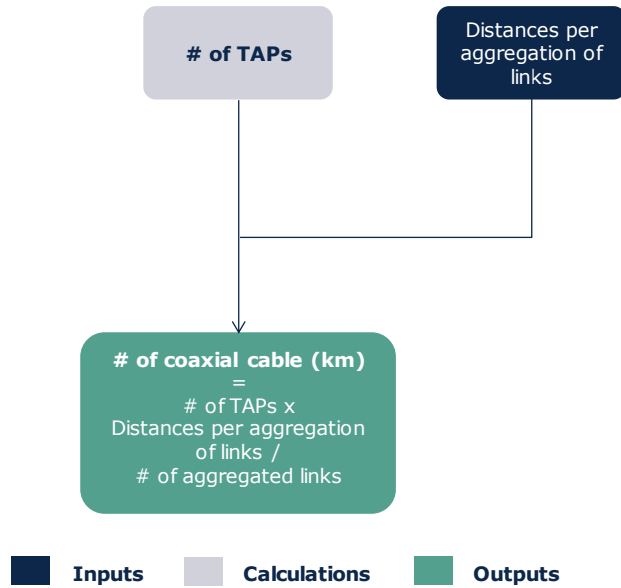 # of TAPs
Distances per
aggregation of
links
# of coaxial cable (km)
=
# of TAPs x
Distances per aggregation
of links /
# of aggregated links
Inputs
Calculations
Outputs